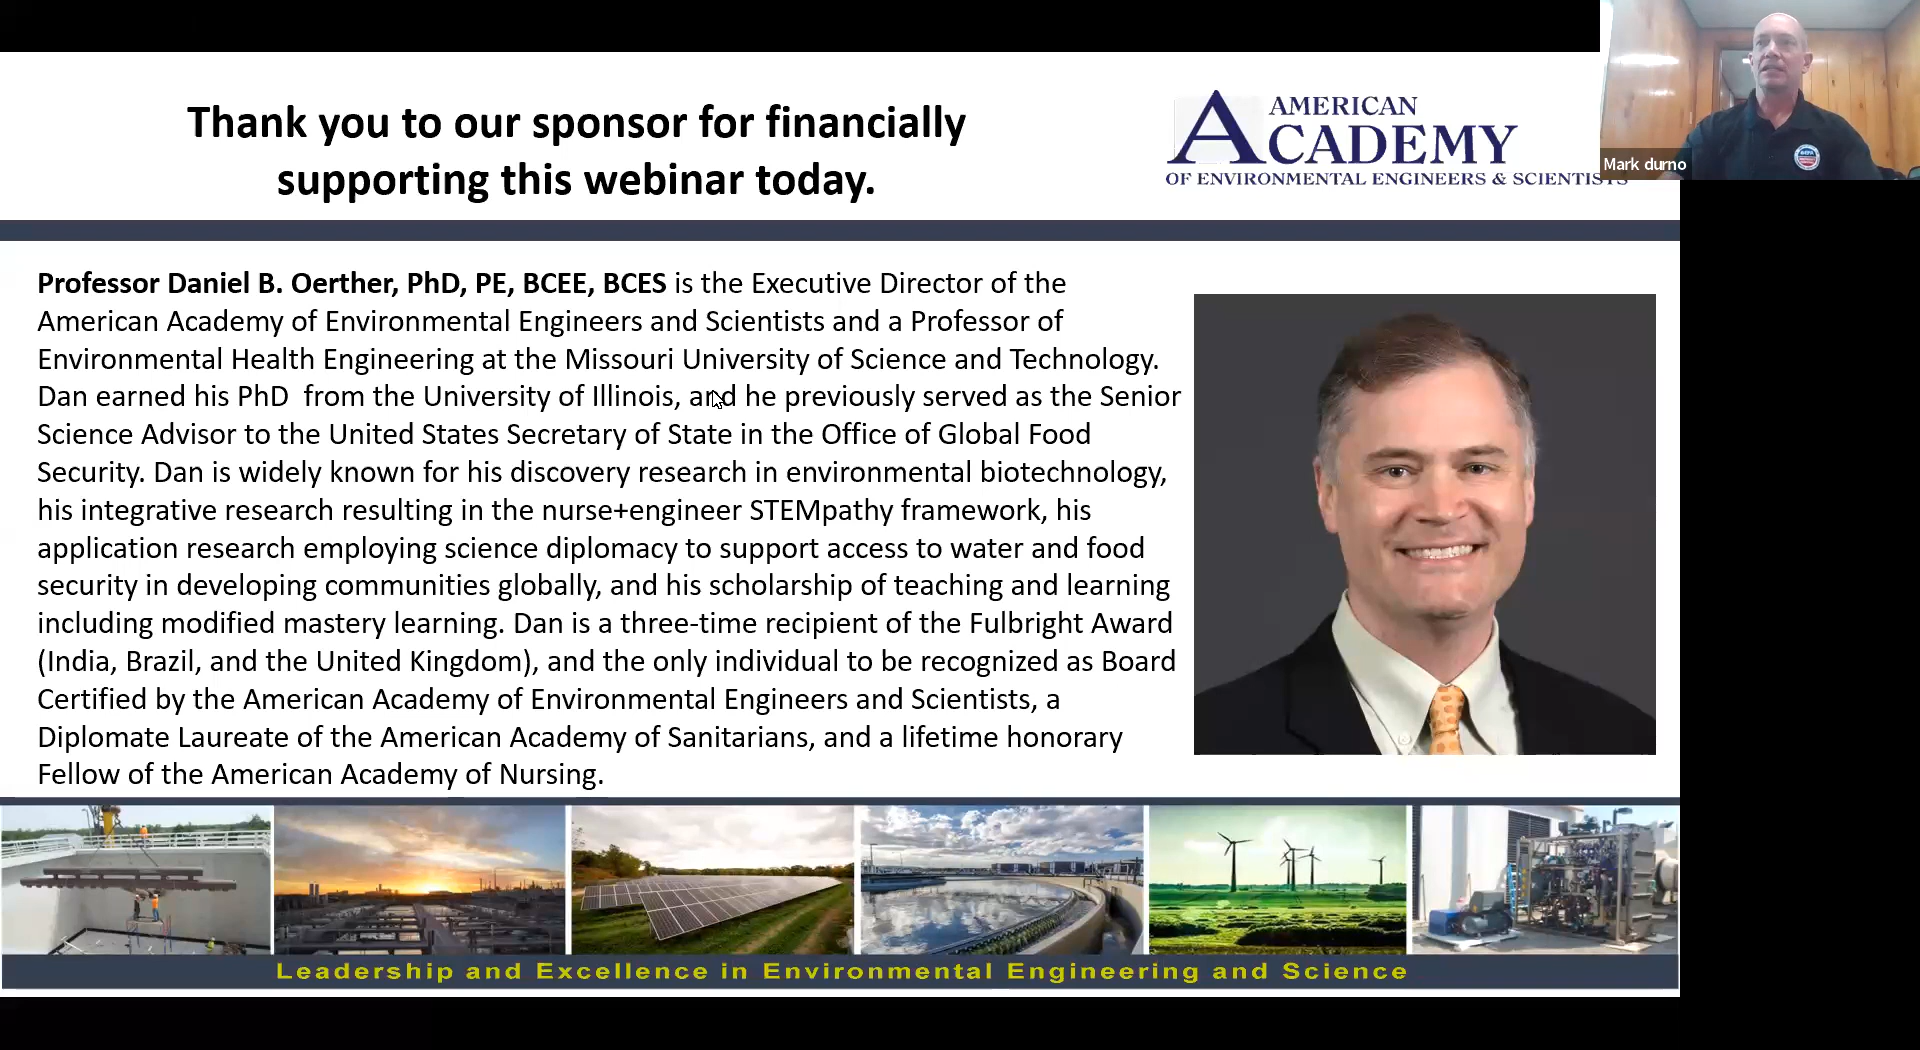 Thank you to our sponsor for financially
supporting this webinar today.
AMERICAN
ACADEMY
OF ENVIRONMENTAL ENGINEERS & SCIENTISTS
Mark durno
Professor Daniel B. Oerther, PhD, PE, BCEE, BCES is the Executive Director of the
American Academy of Environmental Engineers and Scientists and a Professor of
Environmental Health Engineering at the Missouri University of Science and Technology.
Dan earned his PhD from the University of Illinois, and he previously served as the Senior
Science Advisor to the United States Secretary of State in the Office of Global Food
Security. Dan is widely known for his discovery research in environmental biotechnology,
his integrative research resulting in the nurse+engineer STEMpathy framework, his
application research employing science diplomacy to support access to water and food
security in developing communities globally, and his scholarship of teaching and learning
including modified mastery learning. Dan is a three-time recipient of the Fulbright Award
(India, Brazil, and the United Kingdom), and the only individual to be recognized as Board
Certified by the American Academy of Environmental Engineers and Scientists, a
Diplomate Laureate of the American Academy of Sanitarians, and a lifetime honorary
Fellow of the American Academy of Nursing.
Leadership and Excellence in Environmental Engineering and Science